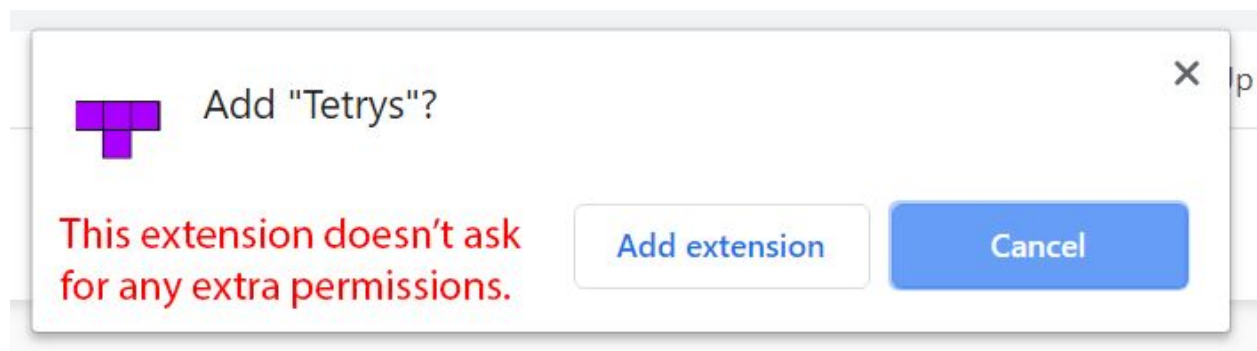 Add "Tetrys"?
This extension doesn't ask
for any extra permissions.
Add extension
Cancel